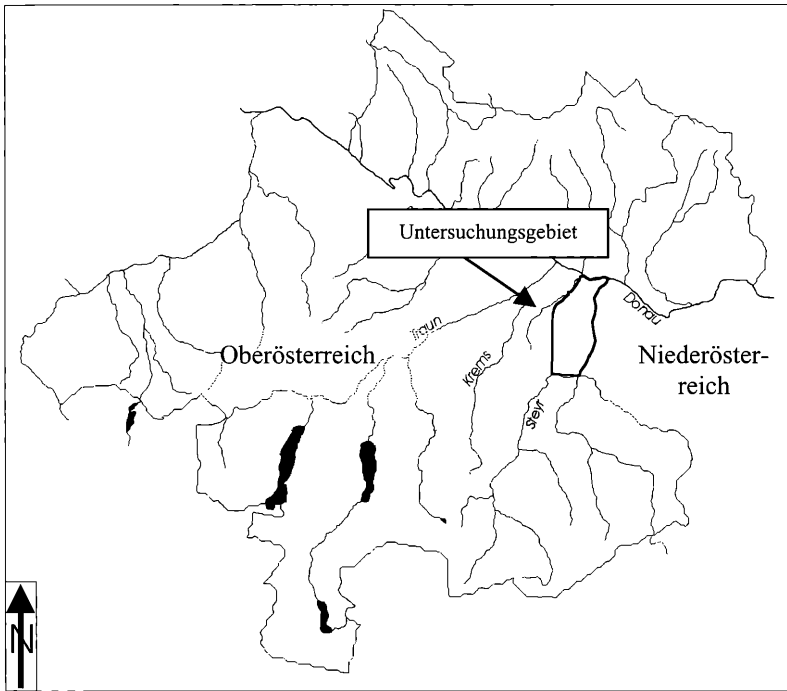 Untersuchungsgebiet
Donau
Traun
Oberösterreich
Krems
Niederöster-
reich
Steyr
N